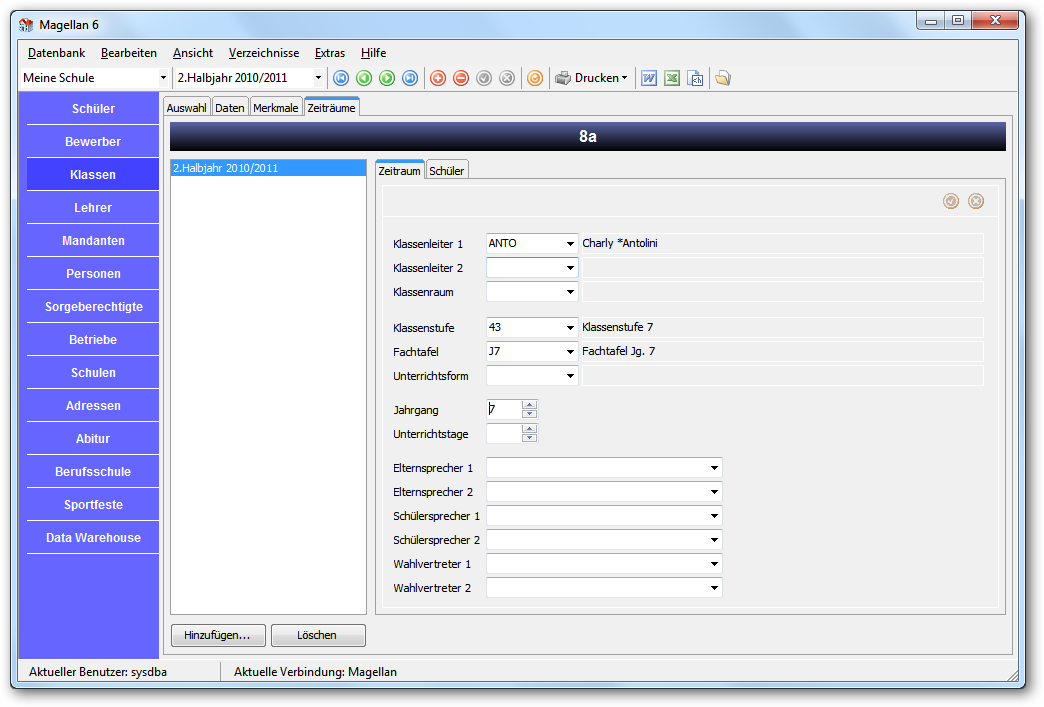 Magellan 6
Datenbank Bearbeiten Ansicht Verzeichnisse Extras Hilfe
Meine Schule 2.Halbjahr 2010/2011 Drucken
Schüler
Bewerber
Klassen
Lehrer
Mandanten
Personen
Sorgeberechtigte
Betriebe
Schulen
Adressen
Abitur
Berufsschule
Sportfeste
Data Warehouse
Auswahl Daten Merkmale Zeiträume
8a
2.Halbjahr 2010/2011
Zeitraum Schüler
Klassenleiter 1 ANTO Charly *Antolini
Klassenleiter 2
Klassenraum
Klassenstufe 43 Klassenstufe 7
Fachtafel J7 Fachtafel Jg. 7
Unterrichtsform
Jahrgang 7
Unterrichtstage
Elternsprecher 1
Elternsprecher 2
Schülersprecher 1
Schülersprecher 2
Wahlvertreter 1
Wahlvertreter 2
Hinzufügen... Löschen
Aktueller Benutzer: sysdba Aktuelle Verbindung: Magellan